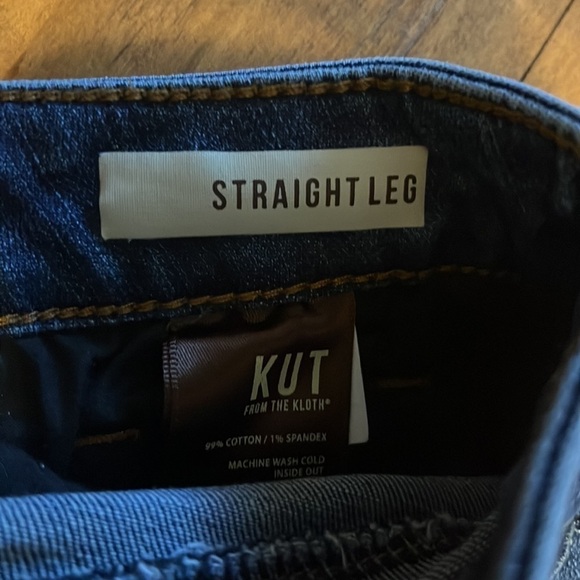 STRAIGHT LEG
KUT
FROM THE KLOTH®
99% COTTON / 1% SPANDEX
MACHINE WASH COLD
INSIDE OUT